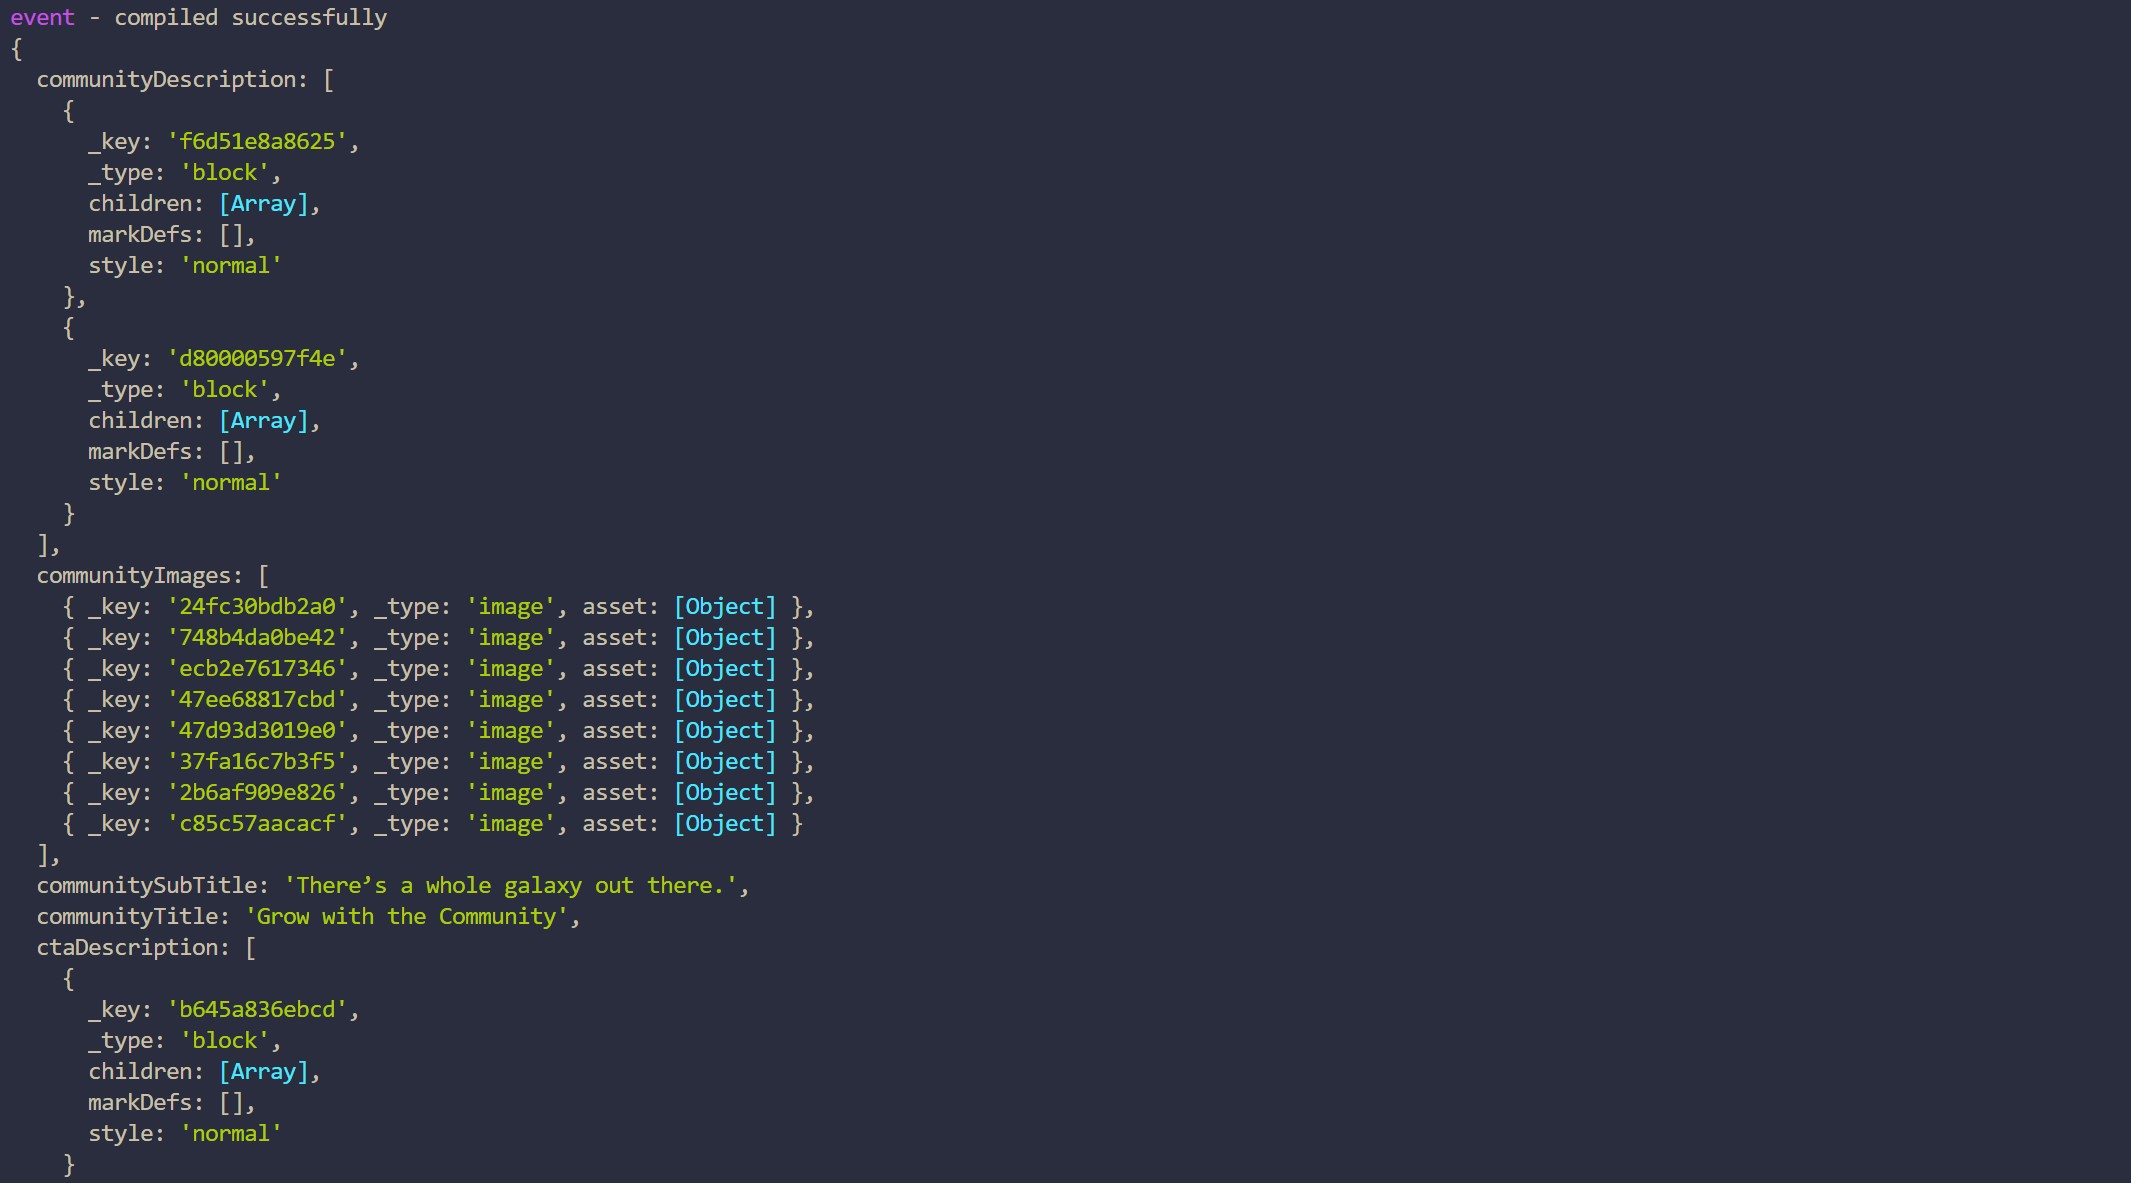 event - compiled successfully
{
  communityDescription: [
    {
      _key: 'f6d51e8a8625',
      _type: 'block',
      children: [Array],
      markDefs: [],
      style: 'normal'
    },
    {
      _key: 'd80000597f4e',
      _type: 'block',
      children: [Array],
      markDefs: [],
      style: 'normal'
    }
  ],
  communityImages: [
    { _key: '24fc30bdb2a0', _type: 'image', asset: [Object] },
    { _key: '748b4da0be42', _type: 'image', asset: [Object] },
    { _key: 'ecb2e7617346', _type: 'image', asset: [Object] },
    { _key: '47ee68817cbd', _type: 'image', asset: [Object] },
    { _key: '47d93d3019e0', _type: 'image', asset: [Object] },
    { _key: '37fa16c7b3f5', _type: 'image', asset: [Object] },
    { _key: '2b6af909e826', _type: 'image', asset: [Object] },
    { _key: 'c85c57aacacf', _type: 'image', asset: [Object] }
  ],
  communitySubTitle: 'There’s a whole galaxy out there.',
  communityTitle: 'Grow with the Community',
  ctaDescription: [
    {
      _key: 'b645a836ebcd',
      _type: 'block',
      children: [Array],
      markDefs: [],
      style: 'normal'
    }